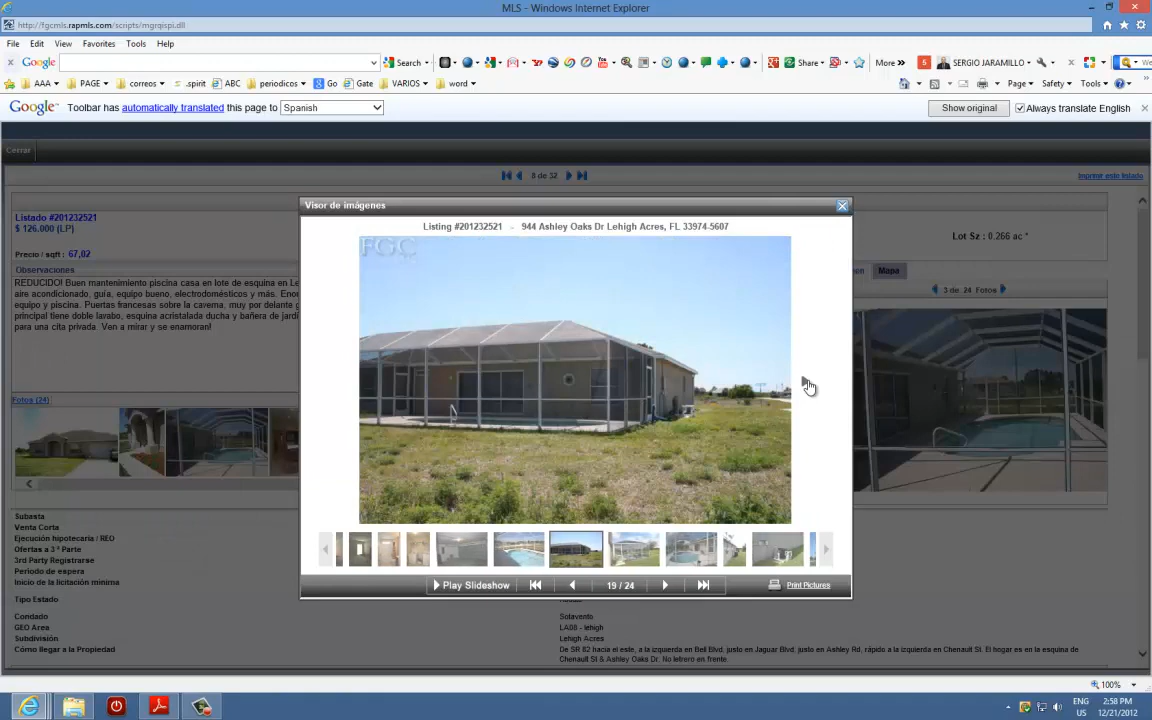 MLS - Windows Internet Explorer
http://fgcmls.rapmls.com/scripts/mgrqispi.dll
File Edit View Favorites Tools Help
Google Search Share More » 5 SERGIO JARAMILLO
AAA PAGE correos .spirit ABC periodicos Go Gate VARIOS word Page Safety Tools
Google Toolbar has automatically translated this page to Spanish Show original Always translate English
Cerrar
8 de 32 Imprimir este listado
Visor de imágenes
Listado #201232521
$ 126.000 (LP)
Listing #201232521 - 944 Ashley Oaks Dr Lehigh Acres, FL 33974-5607
Lot Sz : 0.266 ac *
Precio / sqft : 67,02
FGC
Observaciones
Mapa
REDUCIDO! Buen mantenimiento piscina casa en lote de esquina en Le
aire acondicionado, guía, equipo bueno, electrodomésticos y más. Enor
equipo y piscina. Puertas francesas sobre la caverna, muy por delante
principal tiene doble lavabo, esquina acristalada ducha y bañera de jardí
para una cita privada. Ven a mirar y se enamoran!
3 de 24 Fotos
Fotos (24)
Subasta
Venta Corta
Ejecución hipotecaria / REO
Ofertas a 3 ª Parte
3rd Party Registrarse
Periodo de espera
Inicio de la licitación mínima
Play Slideshow 19 / 24 Print Pictures
Tipo Estado
Condado Sotavento
GEO Area LA08 - lehigh
Subdivisión Lehigh Acres
Cómo llegar a la Propiedad De SR 82 hacia el este, a la izquierda en Bell Blvd, justo en Jaguar Blvd, justo en Ashley Rd, rápido a la izquierda en Chenault St. El hogar es en la esquina de
Chenault St & Ashley Oaks Dr. No letrero en frente.
100%
ENG 2:58 PM
US 12/21/2012